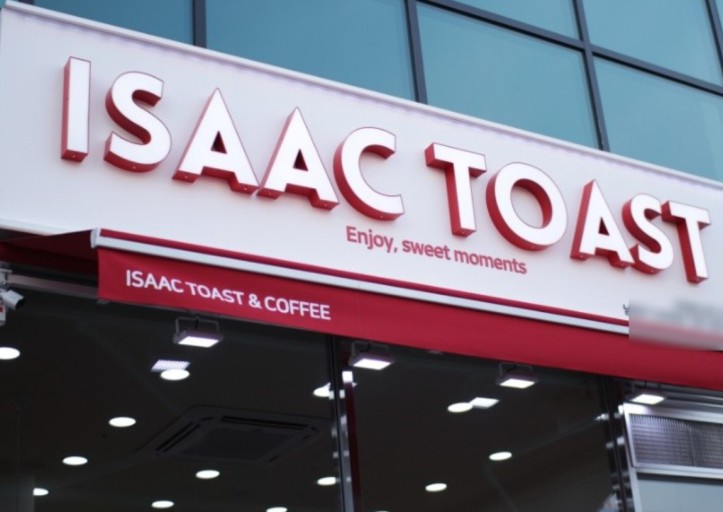 ISAAC TOAST
Enjoy, sweet moments
ISAAC TOAST & COFFEE